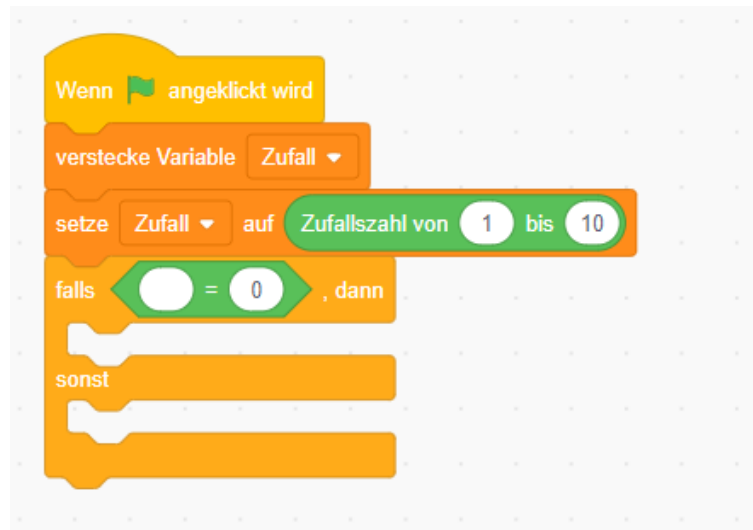 Wenn angeklickt wird
verstecke Variable Zufall
setze Zufall auf Zufallszahl von 1 bis 10
falls = 0 , dann
sonst